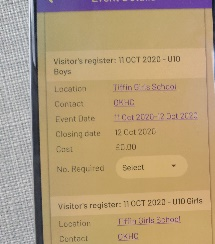 Event Details
Visitor's register: 11 OCT 2020 - U10
Boys
Location Tiffin Girls School
Contact OKHC
Event Date 11 Oct 2020-12 Oct 2020
Closing date 12 Oct 2020
Cost £0.00
No. Required Select
Visitor's register: 11 OCT 2020 - U10 Girls
Location Tiffin Girls School
Contact OKHC